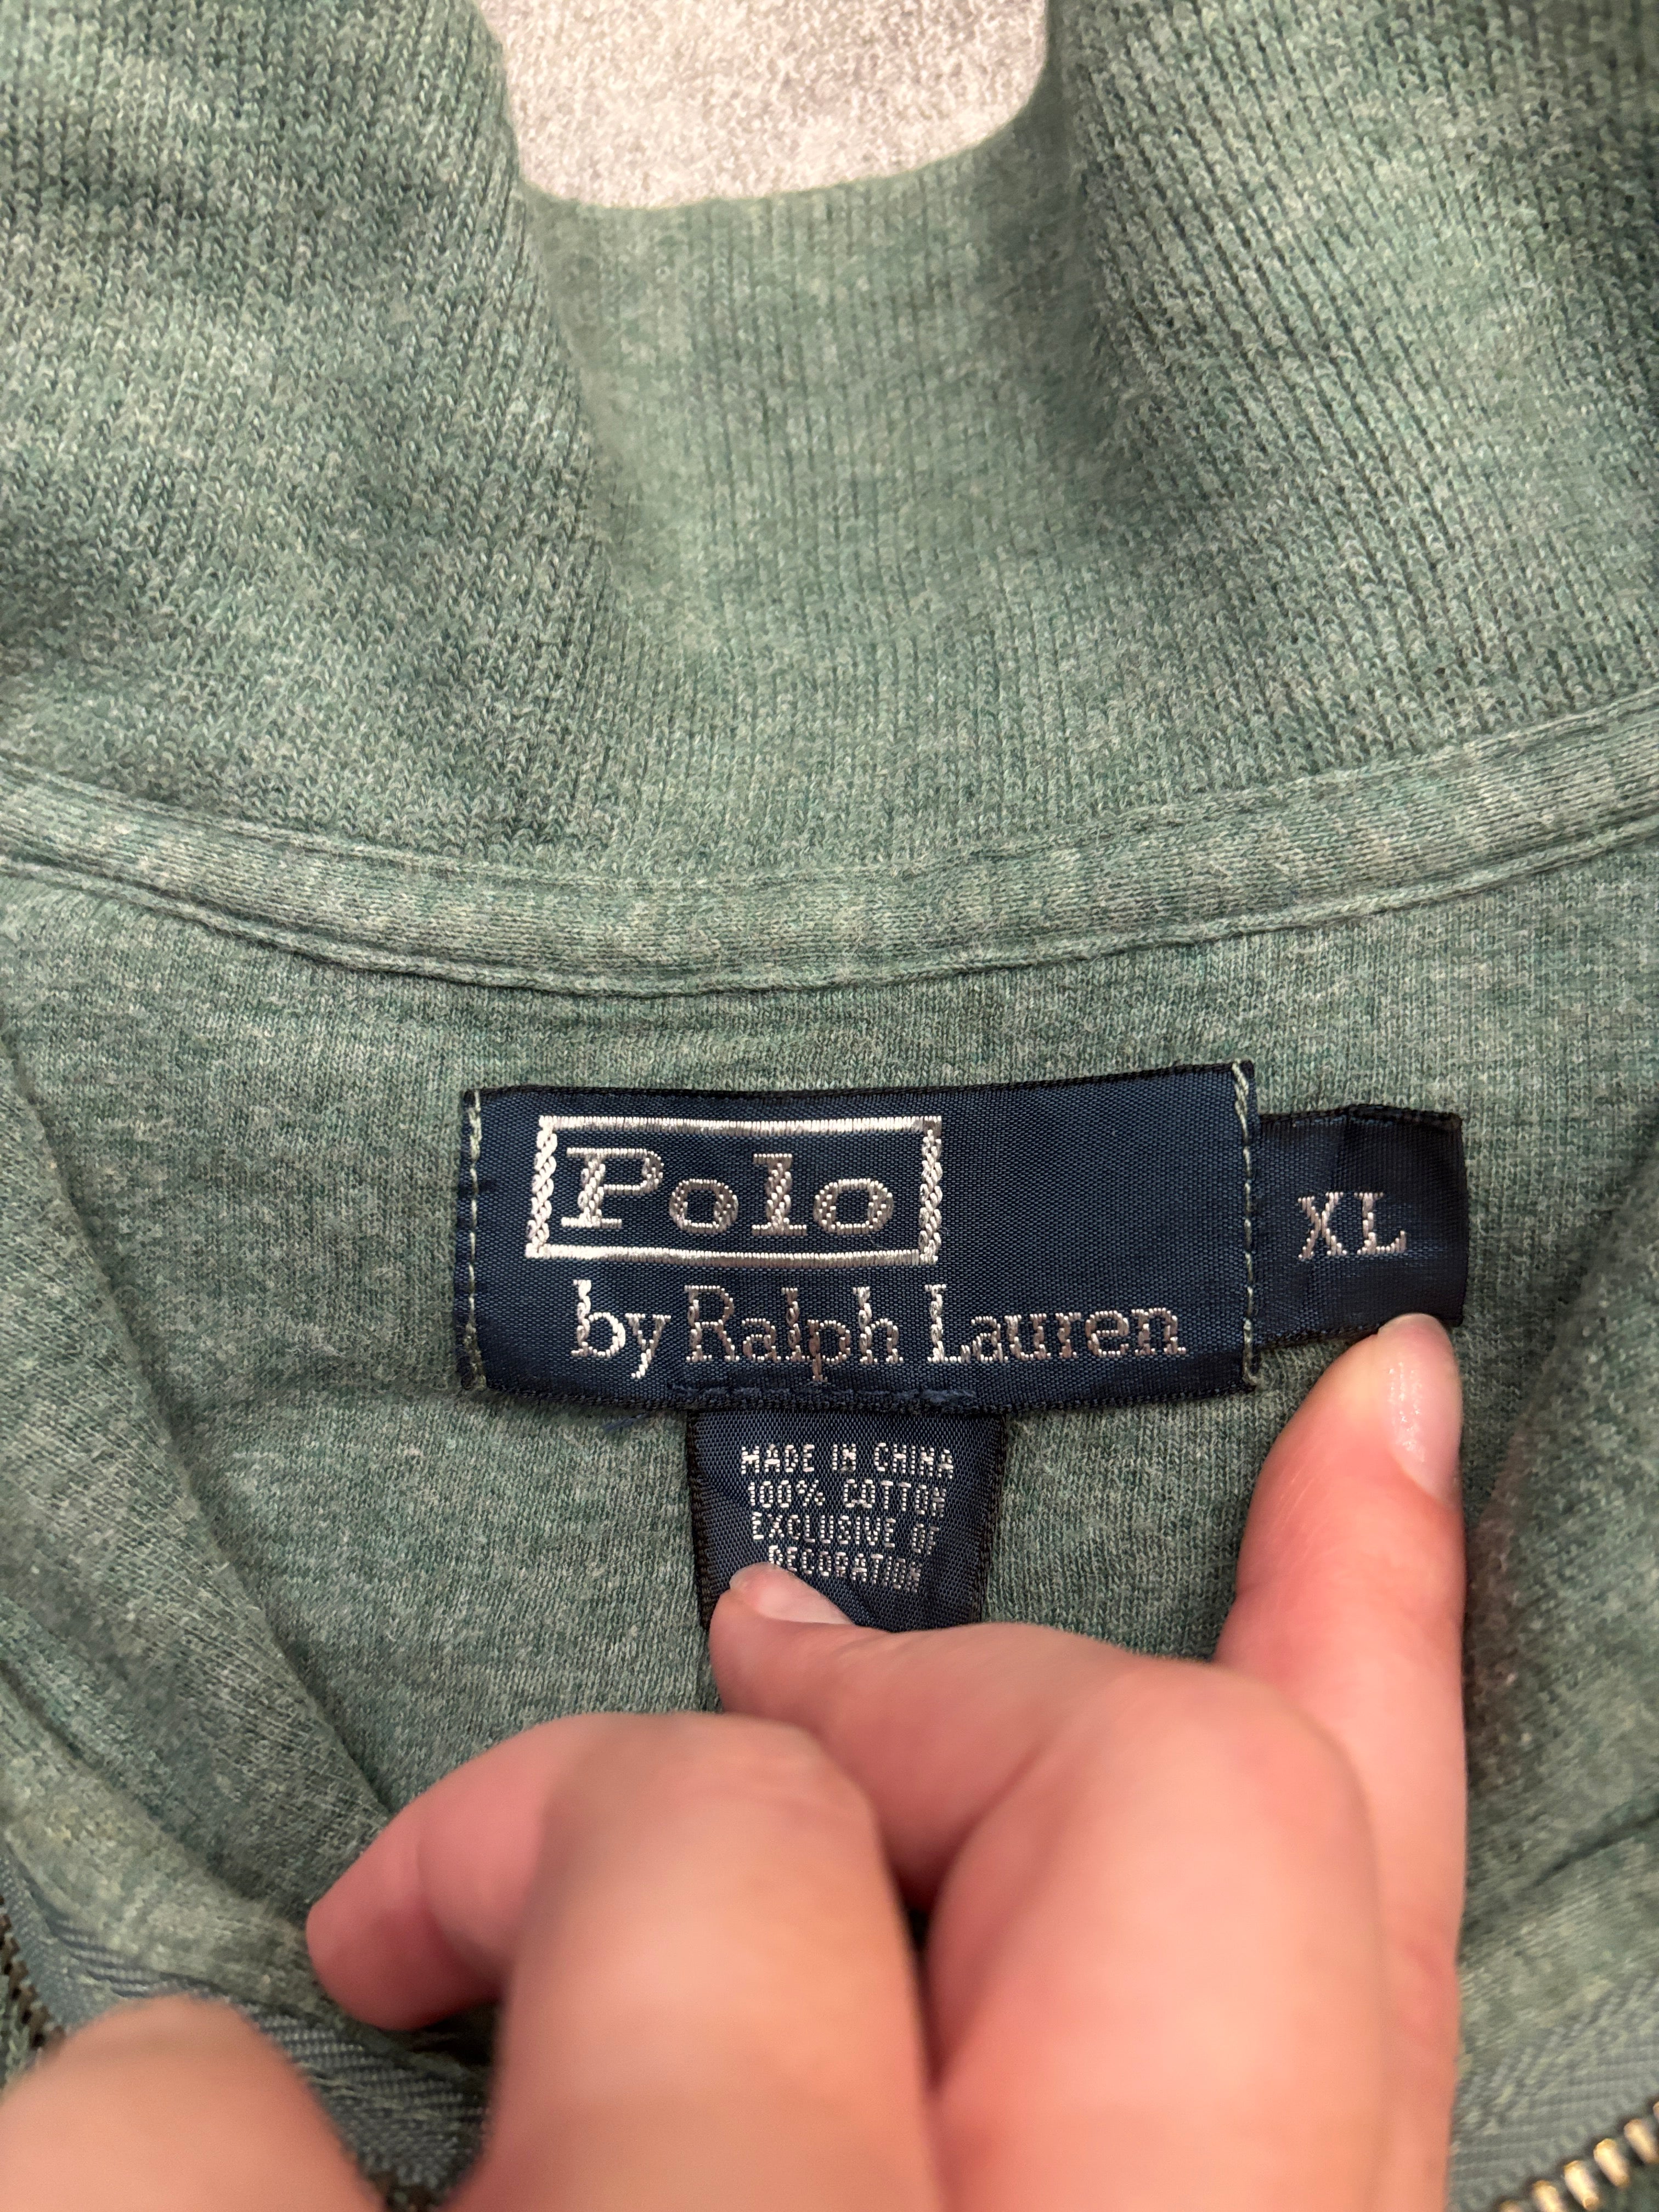 Polo
by Ralph Lauren
XL
MADE IN CHINA
100% COTTON
EXCLUSIVE OF
DECORATION